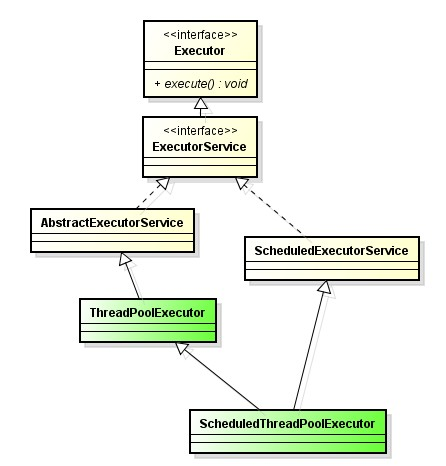 <<interface>>
Executor
+ execute() : void
<<interface>>
ExecutorService
AbstractExecutorService
ScheduledExecutorService
ThreadPoolExecutor
ScheduledThreadPoolExecutor